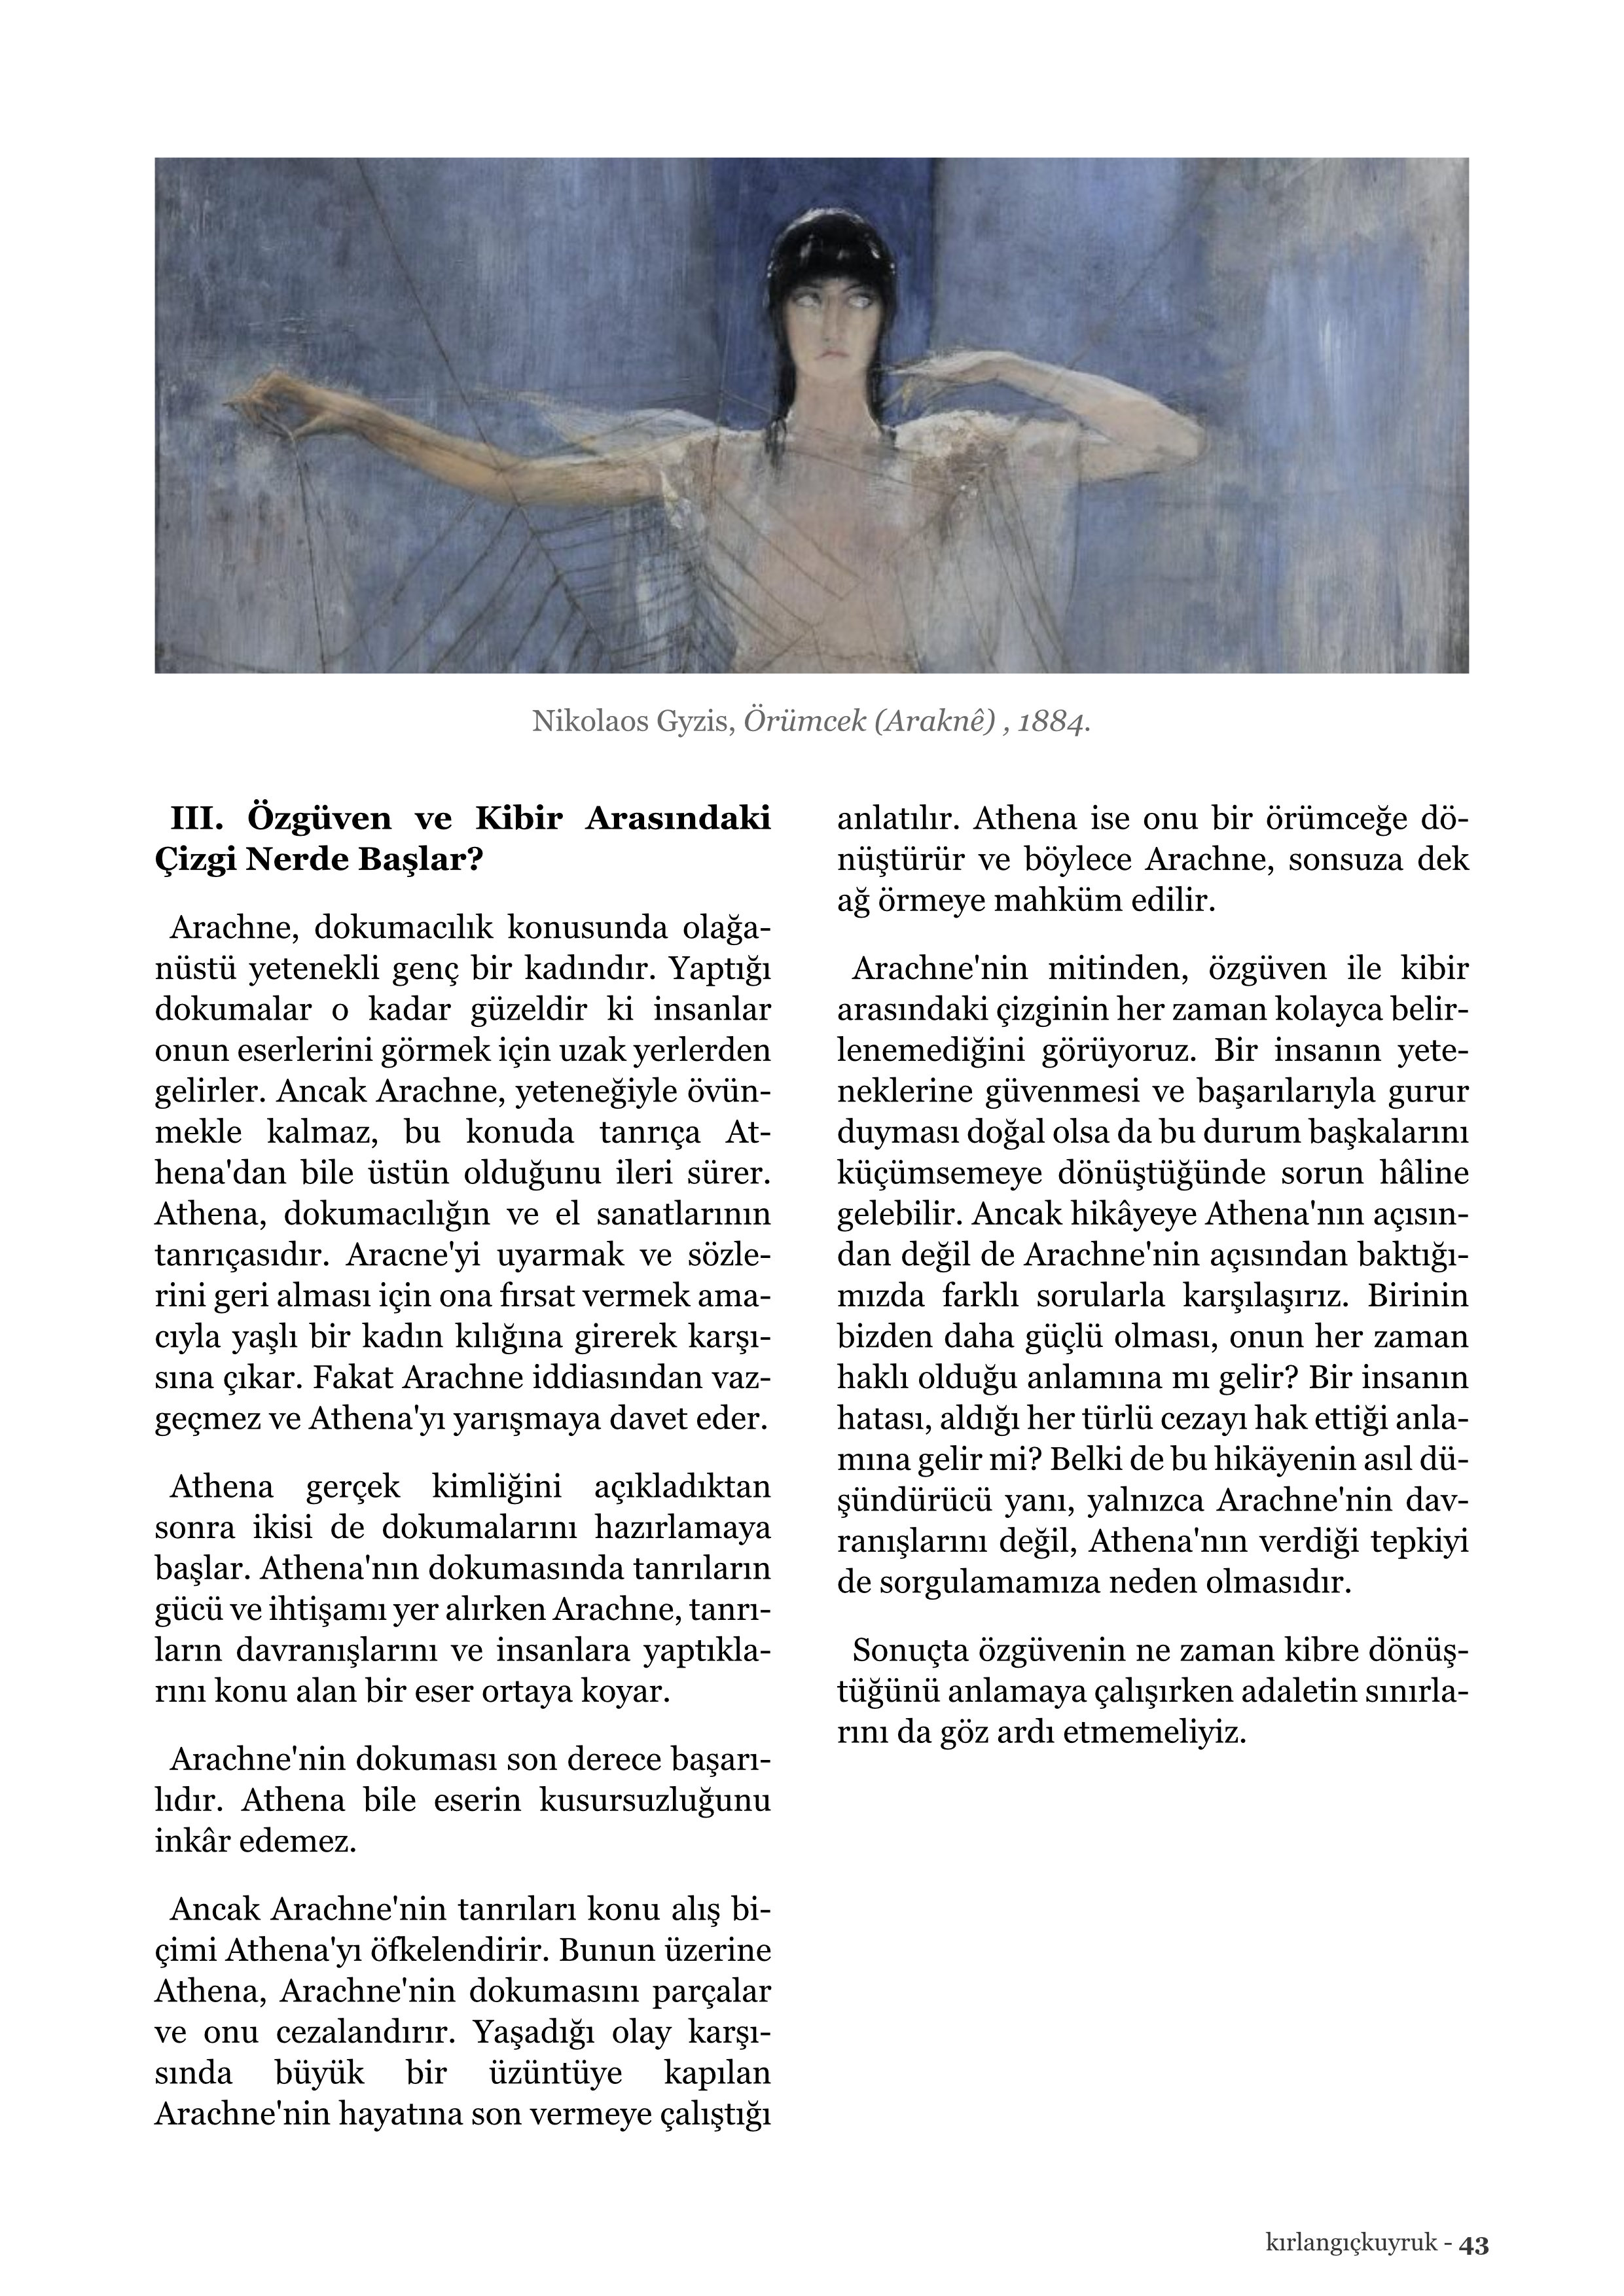 Nikolaos Gyzis, Örümcek (Araknê) , 1884.
III. Özgüven ve Kibir Arasındaki
Çizgi Nerde Başlar?
Arachne, dokumacılık konusunda olağa-
nüstü yetenekli genç bir kadındır. Yaptığı
dokumalar o kadar güzeldir ki insanlar
onun eserlerini görmek için uzak yerlerden
gelirler. Ancak Arachne, yeteneğiyle övün-
mekle kalmaz, bu konuda tanrıça At-
hena'dan bile üstün olduğunu ileri sürer.
Athena, dokumacılığın ve el sanatlarının
tanrıçasıdır. Aracne'yi uyarmak ve sözle-
rini geri alması için ona fırsat vermek ama-
cıyla yaşlı bir kadın kılığına girerek karşı-
sına çıkar. Fakat Arachne iddiasından vaz-
geçmez ve Athena'yı yarışmaya davet eder.
Athena gerçek kimliğini açıkladıktan
sonra ikisi de dokumalarını hazırlamaya
başlar. Athena'nın dokumasında tanrıların
gücü ve ihtişamı yer alırken Arachne, tanrı-
ların davranışlarını ve insanlara yaptıkla-
rını konu alan bir eser ortaya koyar.
Arachne'nin dokuması son derece başarı-
lıdır. Athena bile eserin kusursuzluğunu
inkâr edemez.
Ancak Arachne'nin tanrıları konu alış bi-
çimi Athena'yı öfkelendirir. Bunun üzerine
Athena, Arachne'nin dokumasını parçalar
ve onu cezalandırır. Yaşadığı olay karşı-
sında büyük bir üzüntüye kapılan
Arachne'nin hayatına son vermeye çalıştığı
anlatılır. Athena ise onu bir örümceğe dö-
nüştürür ve böylece Arachne, sonsuza dek
ağ örmeye mahküm edilir.
Arachne'nin mitinden, özgüven ile kibir
arasındaki çizginin her zaman kolayca belir-
lenemediğini görüyoruz. Bir insanın yete-
neklerine güvenmesi ve başarılarıyla gurur
duyması doğal olsa da bu durum başkalarını
küçümsemeye dönüştüğünde sorun hâline
gelebilir. Ancak hikâyeye Athena'nın açısın-
dan değil de Arachne'nin açısından baktığı-
mızda farklı sorularla karşılaşırız. Birinin
bizden daha güçlü olması, onun her zaman
haklı olduğu anlamına mı gelir? Bir insanın
hatası, aldığı her türlü cezayı hak ettiği anla-
mına gelir mi? Belki de bu hikäyenin asıl dü-
şündürücü yanı, yalnızca Arachne'nin dav-
ranışlarını değil, Athena'nın verdiği tepkiyi
de sorgulamamıza neden olmasıdır.
Sonuçta özgüvenin ne zaman kibre dönüş-
tüğünü anlamaya çalışırken adaletin sınırla-
rını da göz ardı etmemeliyiz.
kırlangıçkuyruk - 43